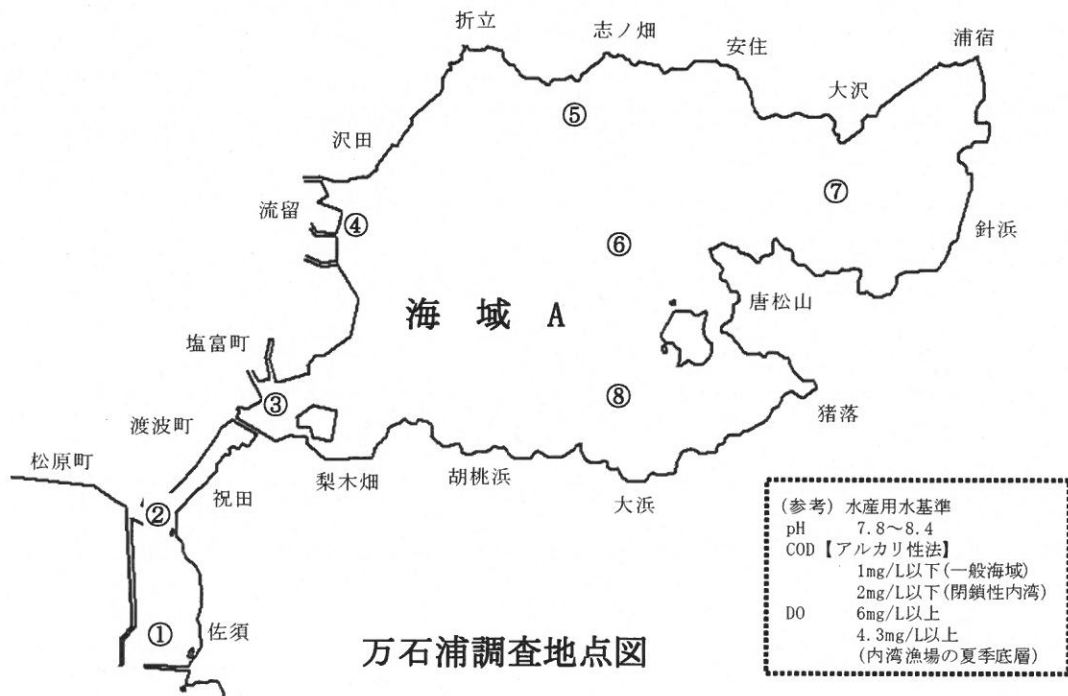 折立
志ノ畑
安住
浦宿
大沢
⑤
沢田
⑦
流留
④
⑥
針浜
唐松山
海域 A
塩富町
③
⑧
猪落
渡波町
松原町
梨木畑
胡桃浜
大浜
祝田
②
①
佐須
万石浦調査地点図
(参考) 水産用水基準
pH 7.8~8.4
COD【アルカリ性法】
1mg/L以下(一般海域)
2mg/L以下(閉鎖性内湾)
DO 6mg/L以上
4.3mg/L以上
(内湾漁場の夏季底層)